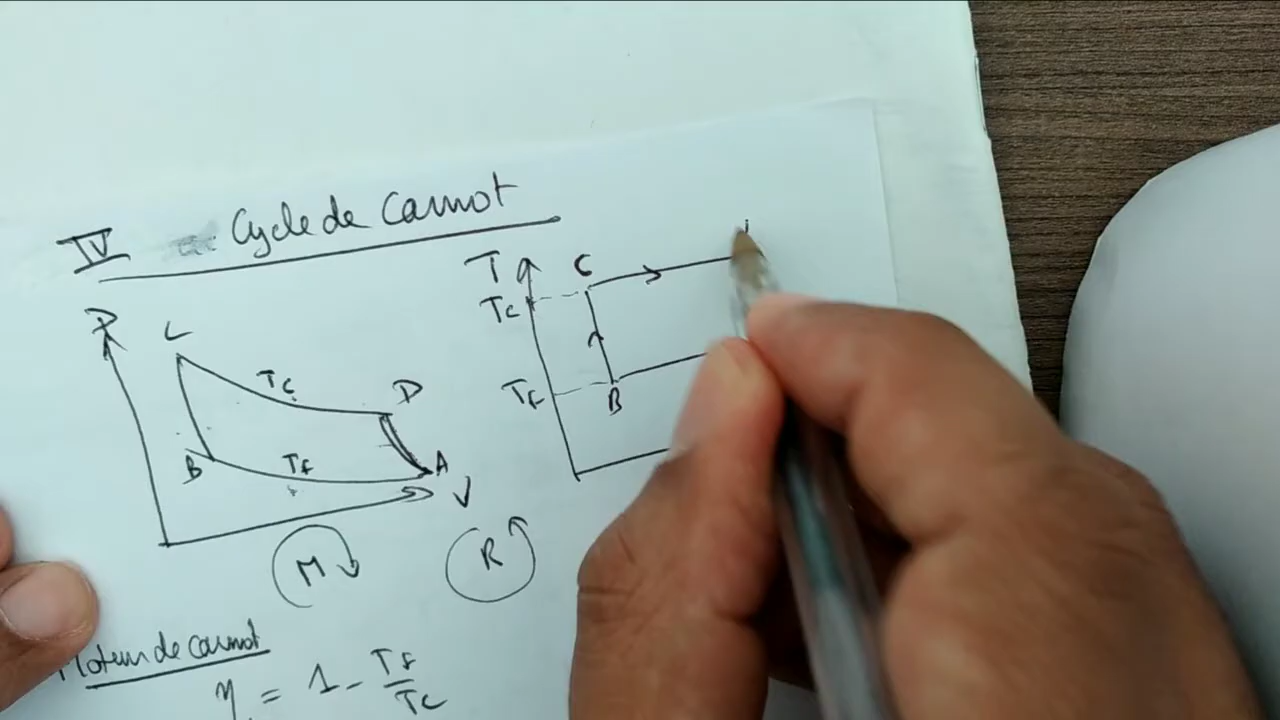 IV Cycle de Carnot
P
C
Tc
D
B
Tf
A
V
T
Tc
C
Tf
B
M
R
Moteur de carnot
η = 1 - Tf/Tc